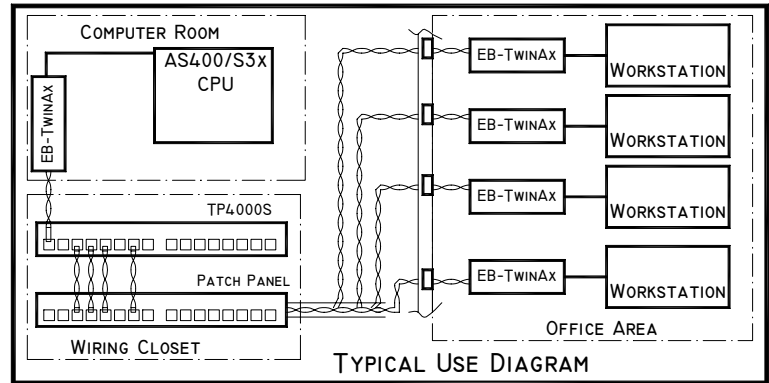 Computer Room
AS400/S3x
CPU
EB-TwinAx
TP4000S
Patch Panel
Wiring Closet
EB-TwinAx
Workstation
EB-TwinAx
Workstation
EB-TwinAx
Workstation
EB-TwinAx
Workstation
Office Area
Typical Use Diagram